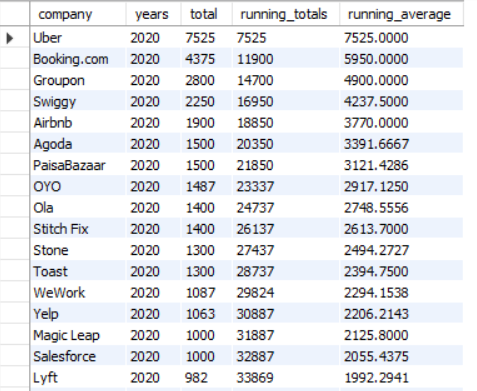 company years total running_totals running_average
Uber 2020 7525 7525 7525.0000
Booking.com 2020 4375 11900 5950.0000
Groupon 2020 2800 14700 4900.0000
Swiggy 2020 2250 16950 4237.5000
Airbnb 2020 1900 18850 3770.0000
Agoda 2020 1500 20350 3391.6667
PaisaBazaar 2020 1500 21850 3121.4286
OYO 2020 1487 23337 2917.1250
Ola 2020 1400 24737 2748.5556
Stitch Fix 2020 1400 26137 2613.7000
Stone 2020 1300 27437 2494.2727
Toast 2020 1300 28737 2394.7500
WeWork 2020 1087 29824 2294.1538
Yelp 2020 1063 30887 2206.2143
Magic Leap 2020 1000 31887 2125.8000
Salesforce 2020 1000 32887 2055.4375
Lyft 2020 982 33869 1992.2941